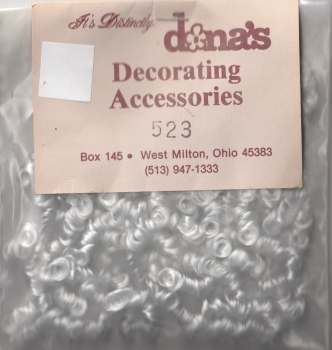 It's Distinctly
dona's
Decorating
Accessories
523
Box 145 • West Milton, Ohio 45383
(513) 947-1333